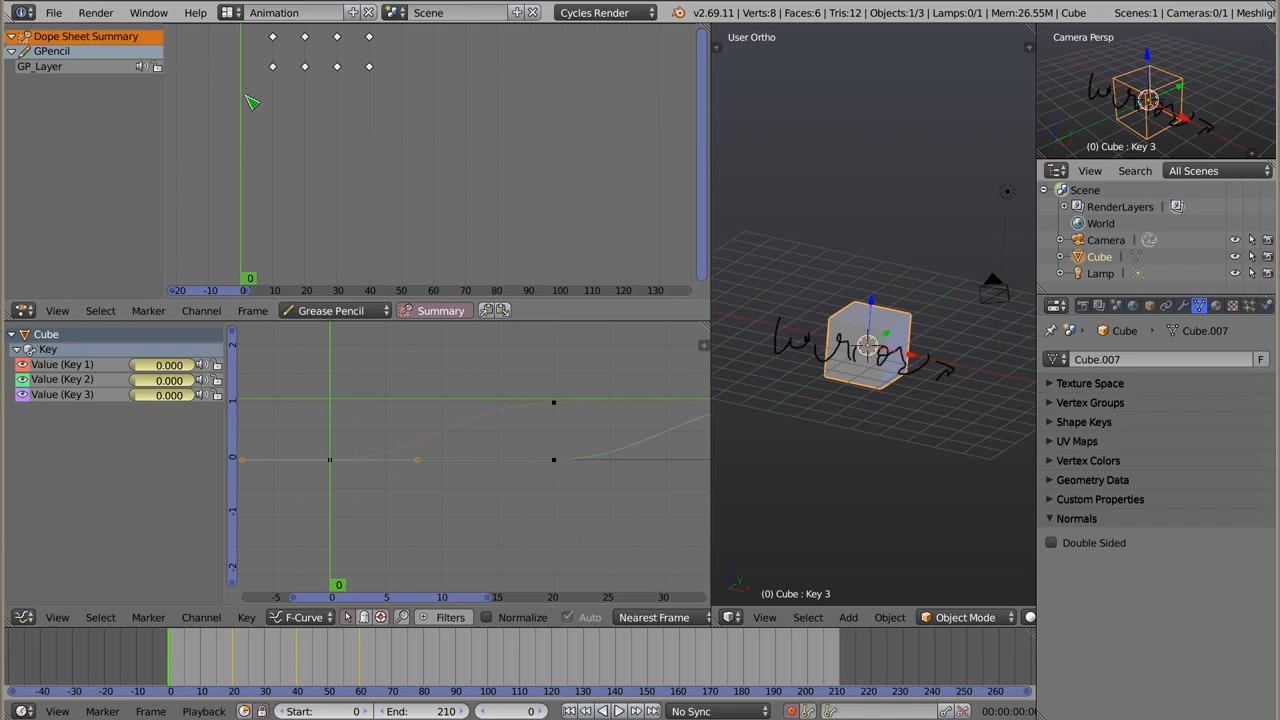 File Render Window Help Animation Scene Cycles Render v2.69.11 | Verts:8 | Faces:6 | Tris:12 | Objects:1/3 | Lamps:0/1 | Mem:26.55M | Cube Scenes:1 | Cameras:0/1 | Meshligh
Dope Sheet Summary
GPencil
GP_Layer
0
-20 -10 0 10 20 30 40 50 60 70 80 90 100 110 120 130
View Select Marker Channel Frame Grease Pencil Summary
Cube
Key
Value (Key 1) 0.000
Value (Key 2) 0.000
Value (Key 3) 0.000
2
1
0
-1
-2
0
-5 0 5 10 15 20 25 30
View Select Marker Channel Key F-Curve Filters Normalize Auto Nearest Frame
User Ortho
(0) Cube : Key 3
View Select Add Object Object Mode
Camera Persp
(0) Cube : Key 3
View Search All Scenes
Scene
RenderLayers
World
Camera
Cube
Lamp
Cube Cube.007
Cube.007 F
Texture Space
Vertex Groups
Shape Keys
UV Maps
Vertex Colors
Geometry Data
Custom Properties
Normals
Double Sided
-40 -30 -20 -10 0 10 20 30 40 50 60 70 80 90 100 110 120 130 140 150 160 170 180 190 200 210 220 230 240 250 260
View Marker Frame Playback Start: 0 End: 210 0 No Sync 00:00:00:0